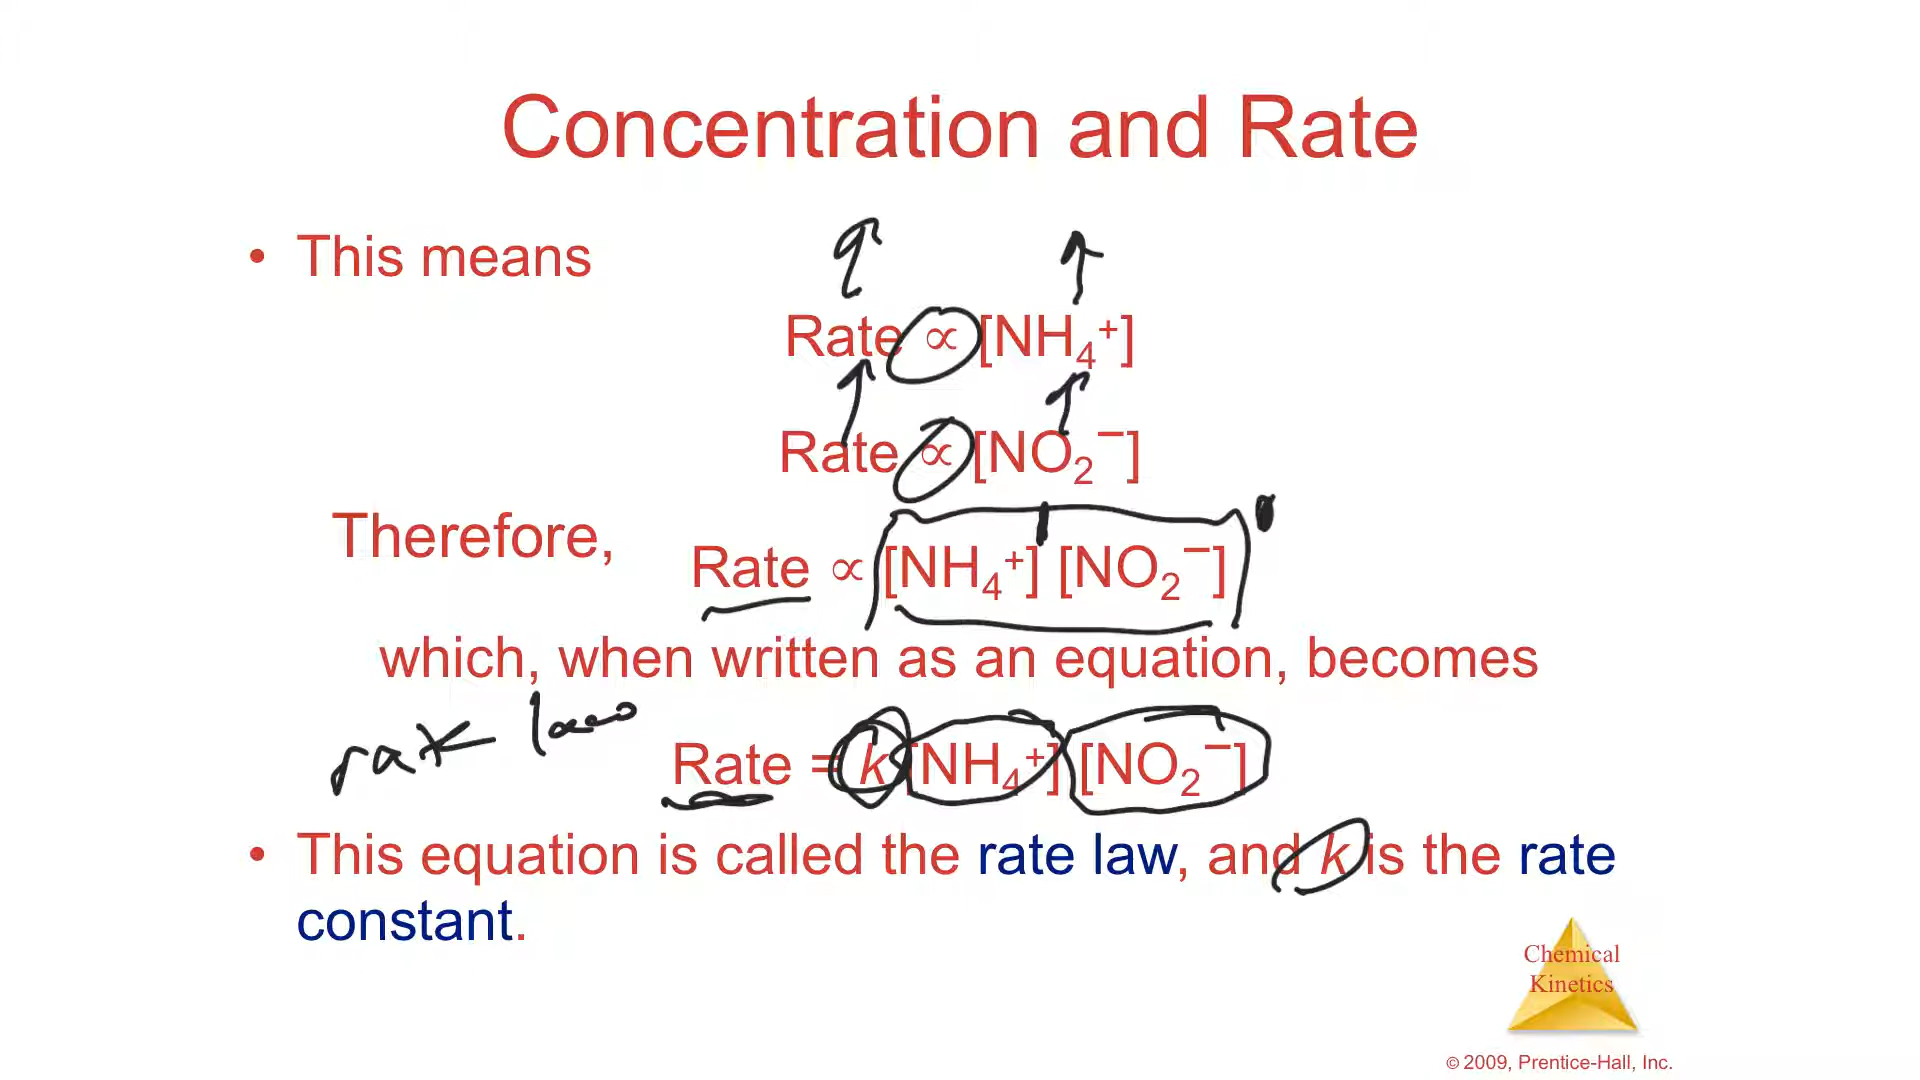 Concentration and Rate
• This means
Rate ∝ [NH₄⁺]
Rate ∝ [NO₂⁻]
Therefore,
Rate ∝ [NH₄⁺] [NO₂⁻]
which, when written as an equation, becomes
rate law
Rate = k [NH₄⁺] [NO₂⁻]
• This equation is called the rate law, and k is the rate
constant.
Chemical
Kinetics
© 2009, Prentice-Hall, Inc.